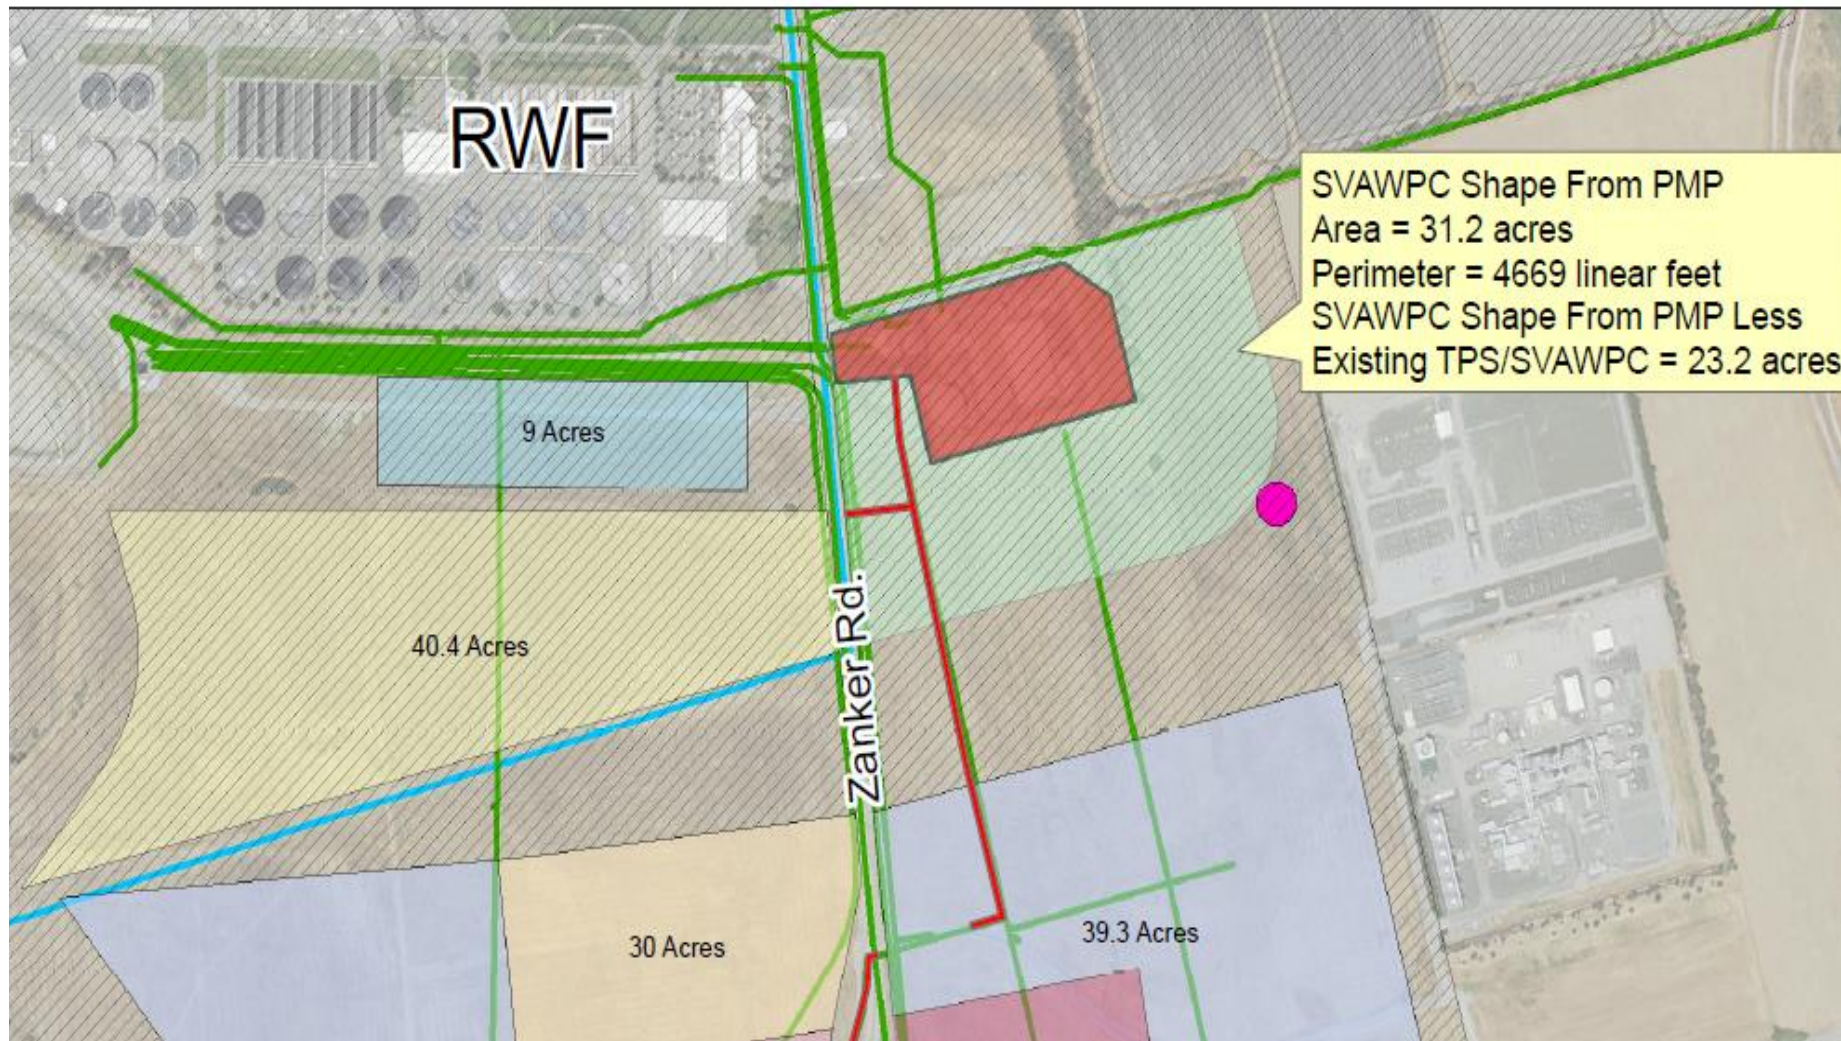 RWF
SVAWPC Shape From PMP
Area = 31.2 acres
Perimeter = 4669 linear feet
SVAWPC Shape From PMP Less
Existing TPS/SVAWPC = 23.2 acres
9 Acres
40.4 Acres
Zanker Rd.
30 Acres
39.3 Acres